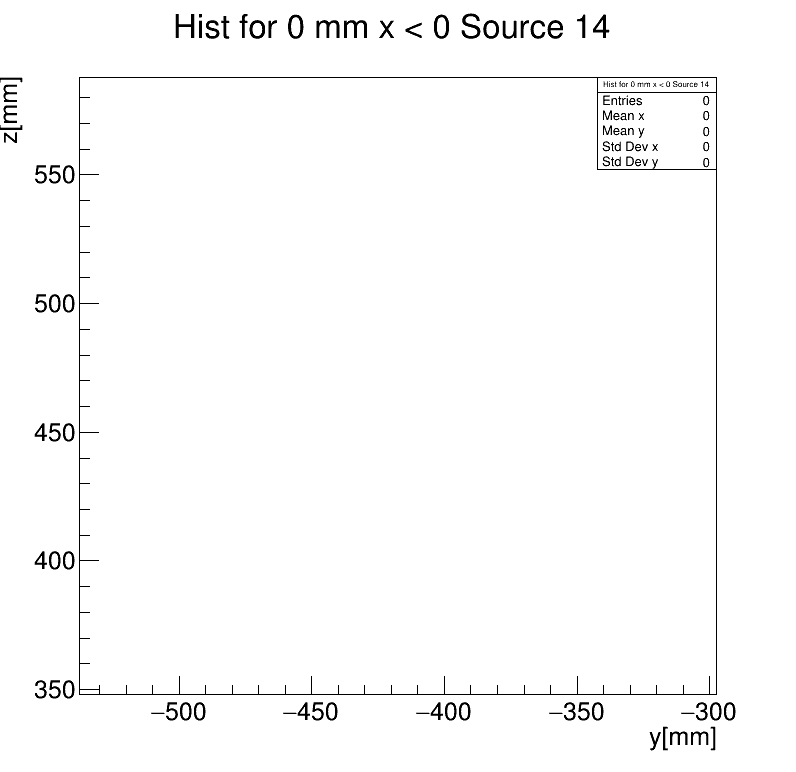 Hist for 0 mm x < 0 Source 14
z[mm]
Hist for 0 mm x < 0 Source 14
Entries 0
Mean x 0
Mean y 0
Std Dev x 0
Std Dev y 0
550
500
450
400
350
−500 −450 −400 −350 −300
y[mm]